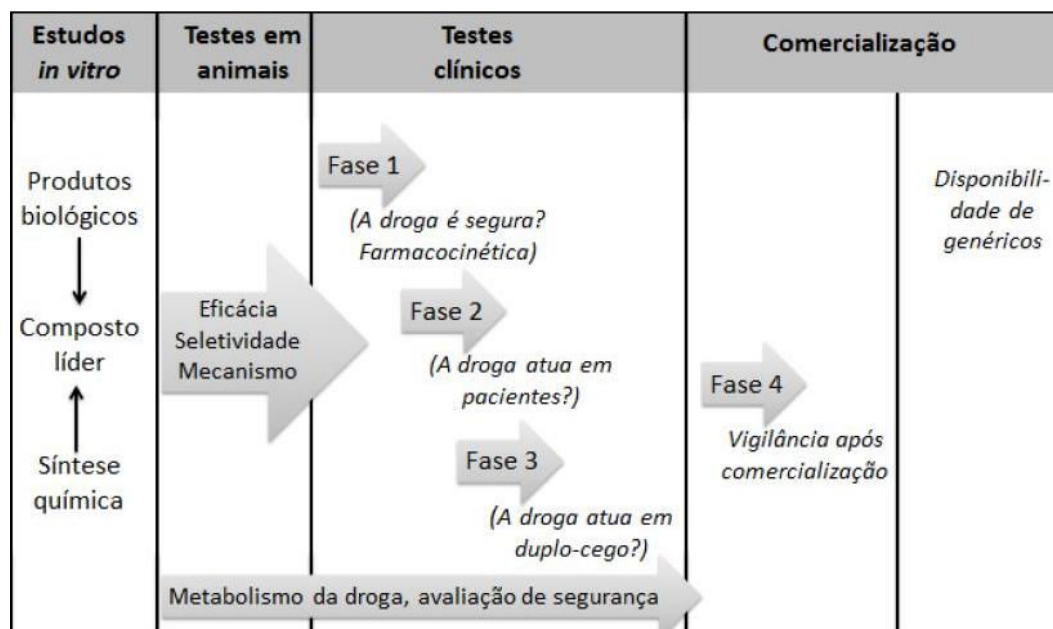 Estudos
in vitro
Testes em
animais
Testes
clínicos
Comercialização
Produtos
biológicos
Composto
líder
Síntese
química
Eficácia
Seletividade
Mecanismo
Fase 1
(A droga é segura?
Farmacocinética)
Fase 2
(A droga atua em
pacientes?)
Fase 3
(A droga atua em
duplo-cego?)
Metabolismo da droga, avaliação de segurança
Fase 4
Vigilância após
comercialização
Disponibili-
dade de
genéricos